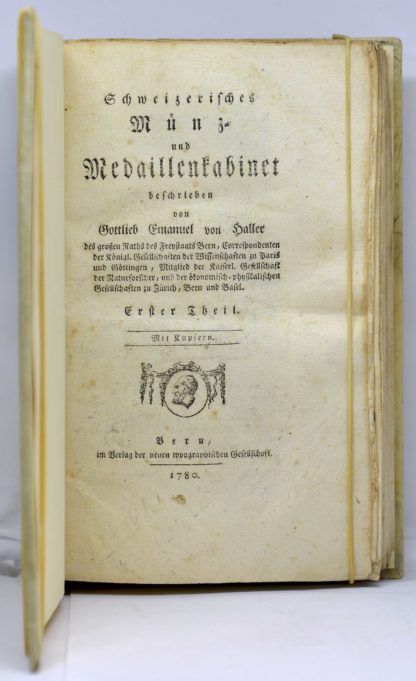 Schweizerisches
Münz-
und
Medaillenkabinet
beschrieben
von
Gottlieb Emanuel von Haller
des großen Raths des Freystaats Bern, Correspondenten
der Königl. Gesellschaften der Wissenschaften zu Paris
und Göttingen, Mitglied der Kaiserl. Gesellschaft
der Naturforscher, und der ökonomisch-physikalischen
Gesellschaften zu Zürich, Bern und Basel.
Erster Theil.
Mit Kupfern.
Bern,
im Verlag der neuen typographischen Gesellschaft.
1780.